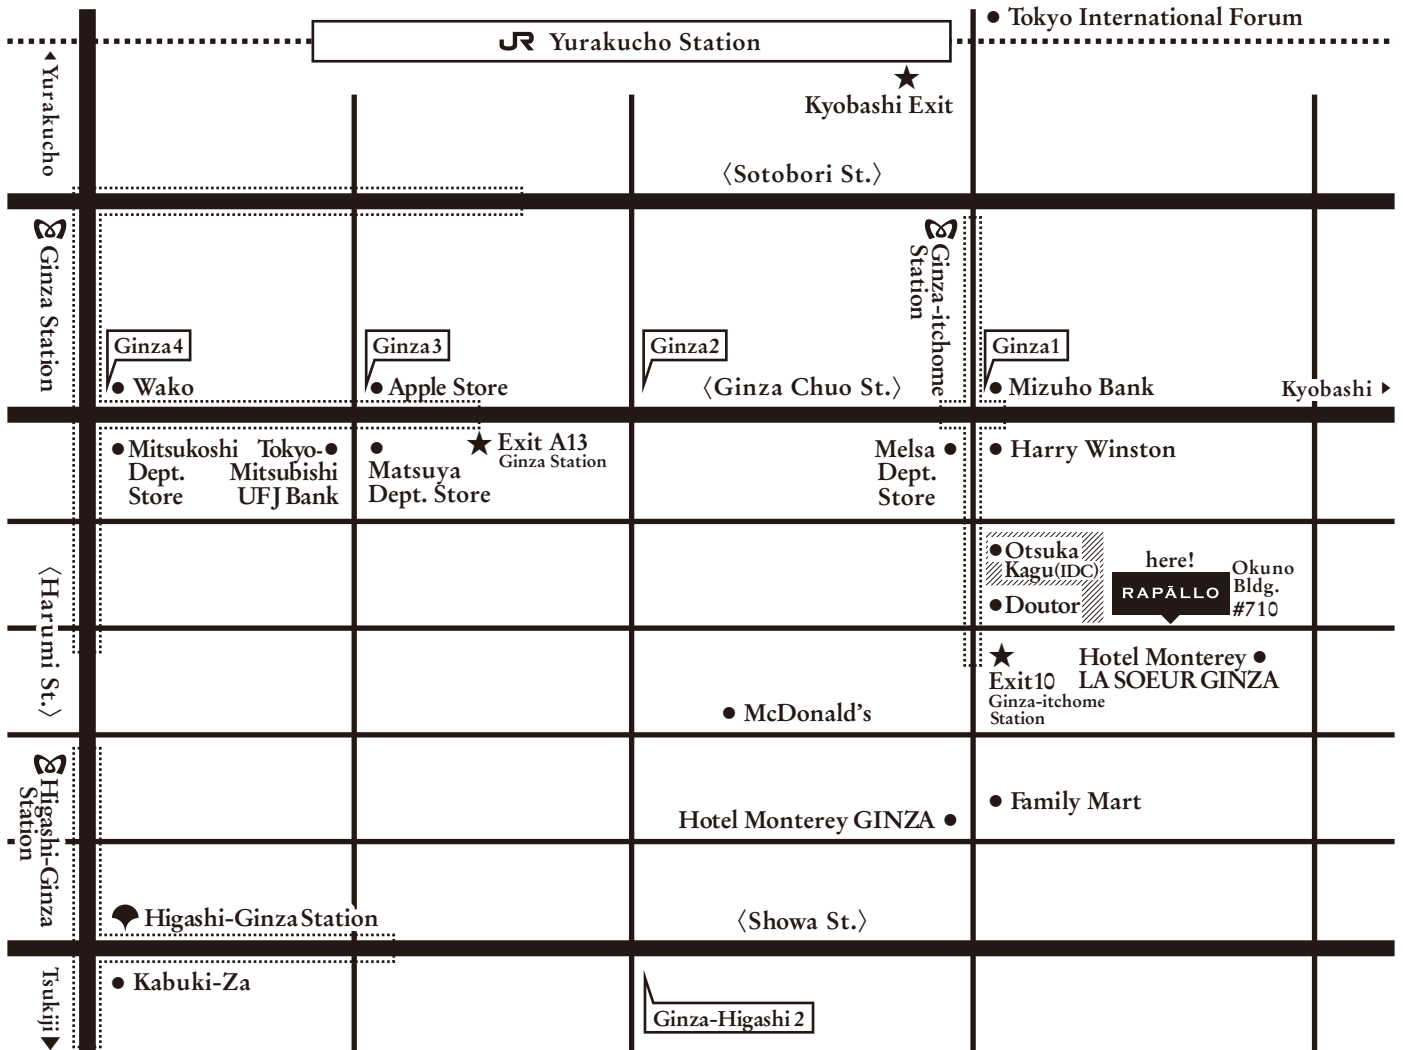 Tokyo International Forum
JR Yurakucho Station
Yurakucho
Kyobashi Exit
〈Sotobori St.〉
Ginza Station
Ginza-itchome
Station
Ginza4
Ginza3
Ginza2
Ginza1
Wako
Apple Store
〈Ginza Chuo St.〉
Mizuho Bank
Kyobashi
Mitsukoshi
Dept.
Store
Tokyo-
Mitsubishi
UFJ Bank
Matsuya
Dept. Store
Exit A13
Ginza Station
Melsa
Dept.
Store
Harry Winston
Otsuka
Kagu(IDC)
Doutor
here!
RAPĀLLO
Okuno
Bldg.
#710
〈Harumi St.〉
Exit10
Ginza-itchome
Station
Hotel Monterey
LA SOEUR GINZA
McDonald's
Higashi-Ginza
Station
Family Mart
Hotel Monterey GINZA
Higashi-Ginza Station
〈Showa St.〉
Tsukiji
Kabuki-Za
Ginza-Higashi 2